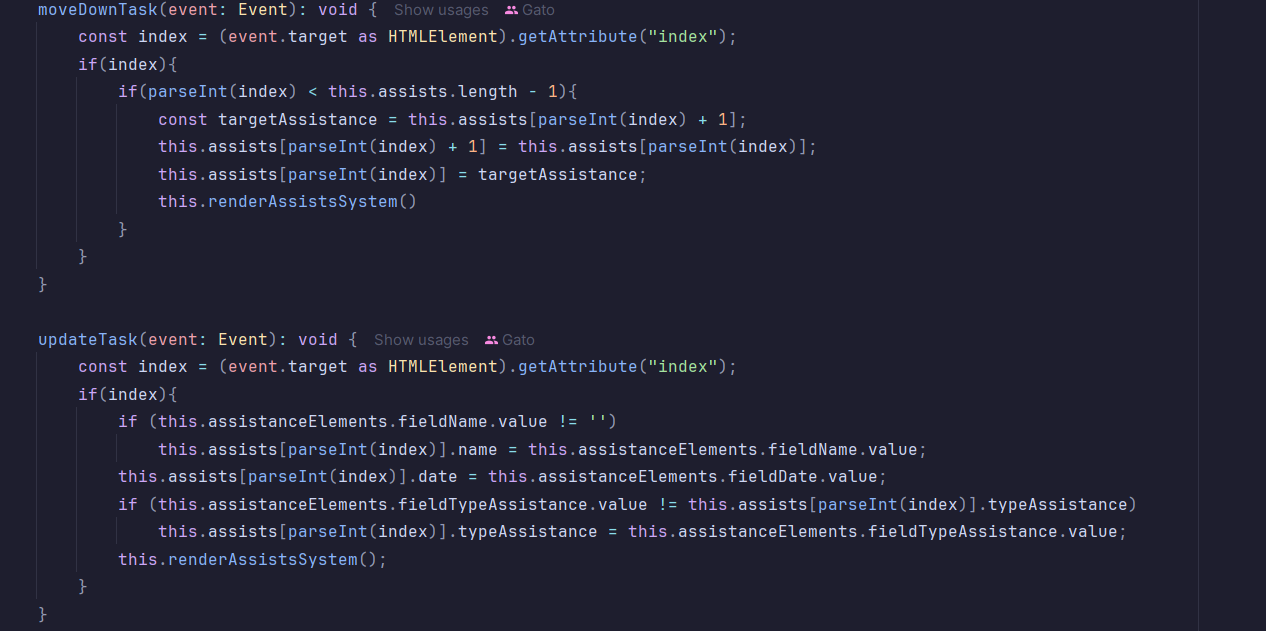 moveDownTask(event: Event): void {  Show usages  Gato
    const index = (event.target as HTMLElement).getAttribute("index");
    if(index){
        if(parseInt(index) < this.assists.length - 1){
            const targetAssistance = this.assists[parseInt(index) + 1];
            this.assists[parseInt(index) + 1] = this.assists[parseInt(index)];
            this.assists[parseInt(index)] = targetAssistance;
            this.renderAssistsSystem()
        }
    }
}
updateTask(event: Event): void {  Show usages  Gato
    const index = (event.target as HTMLElement).getAttribute("index");
    if(index){
        if (this.assistanceElements.fieldName.value != '')
            this.assists[parseInt(index)].name = this.assistanceElements.fieldName.value;
        this.assists[parseInt(index)].date = this.assistanceElements.fieldDate.value;
        if (this.assistanceElements.fieldTypeAssistance.value != this.assists[parseInt(index)].typeAssistance)
            this.assists[parseInt(index)].typeAssistance = this.assistanceElements.fieldTypeAssistance.value;
        this.renderAssistsSystem();
    }
}